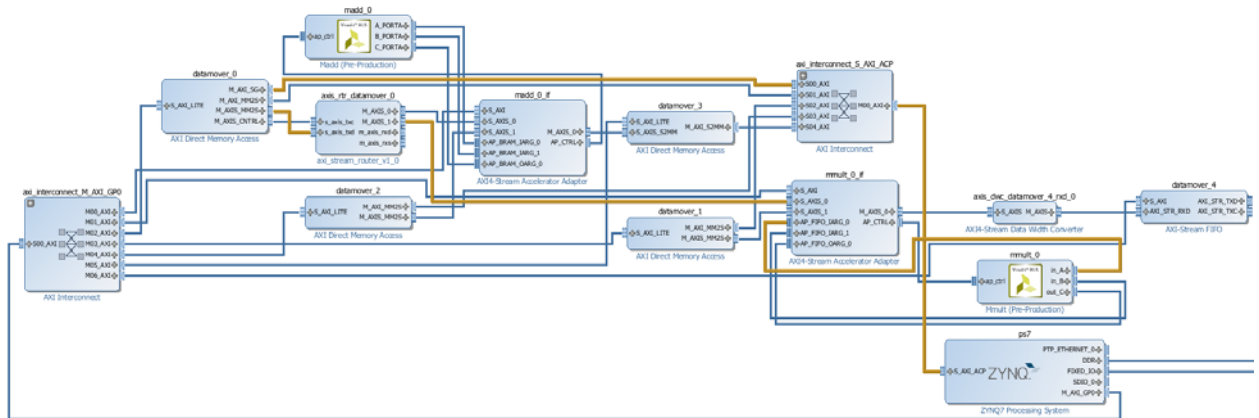 madd_0
ap_ctrl
A_PORTA
B_PORTA
C_PORTA
Madd (Pre-Production)
datamover_0
S_AXI_LITE
M_AXI_SG
M_AXI_MM2S
M_AXIS_MM2S
M_AXIS_CNTRL
AXI Direct Memory Access
axis_rtr_datamover_0
s_axis_txc
s_axis_txd
M_AXIS_0
M_AXIS_1
m_axis_rxd
m_axis_rxs
axi_stream_router_v1_0
madd_0_if
S_AXI
S_AXIS_0
S_AXIS_1
AP_BRAM_IARG_0
AP_BRAM_IARG_1
AP_BRAM_OARG_0
M_AXIS_0
AP_CTRL
AXI4-Stream Accelerator Adapter
datamover_3
S_AXI_LITE
S_AXIS_S2MM
M_AXI_S2MM
AXI Direct Memory Access
axi_interconnect_S_AXI_ACP
S00_AXI
S01_AXI
S02_AXI
S03_AXI
S04_AXI
M00_AXI
AXI Interconnect
axi_interconnect_M_AXI_GP0
S00_AXI
M00_AXI
M01_AXI
M02_AXI
M03_AXI
M04_AXI
M05_AXI
M06_AXI
AXI Interconnect
datamover_2
S_AXI_LITE
M_AXI_MM2S
M_AXIS_MM2S
AXI Direct Memory Access
datamover_1
S_AXI_LITE
M_AXI_MM2S
M_AXIS_MM2S
AXI Direct Memory Access
mmult_0_if
S_AXI
S_AXIS_0
S_AXIS_1
AP_FIFO_IARG_0
AP_FIFO_IARG_1
AP_FIFO_OARG_0
M_AXIS_0
AP_CTRL
AXI4-Stream Accelerator Adapter
axis_dwc_datamover_4_rxd_0
S_AXIS
M_AXIS
AXI4-Stream Data Width Converter
datamover_4
S_AXI
AXI_STR_RXD
AXI_STR_TXD
AXI_STR_TXC
AXI-Stream FIFO
mmult_0
ap_ctrl
in_A
in_B
out_C
Mmult (Pre-Production)
ps7
S_AXI_ACP
ZYNQ
PTP_ETHERNET_0
DDR
FIXED_IO
SDIO_0
M_AXI_GP0
ZYNQ7 Processing System